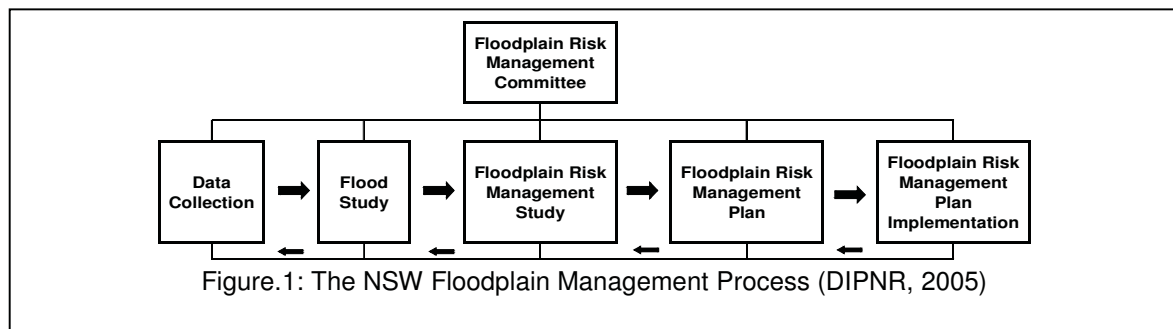 Floodplain Risk
Management
Committee
Data
Collection
Flood
Study
Floodplain Risk
Management
Study
Floodplain Risk
Management
Plan
Floodplain Risk
Management
Plan
Implementation
Figure.1: The NSW Floodplain Management Process (DIPNR, 2005)